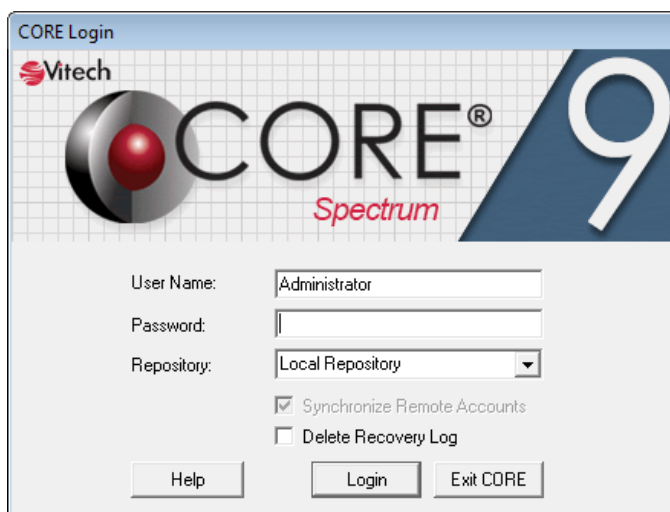 CORE Login
Vitech
CORE® 9
Spectrum
User Name: Administrator
Password:
Repository: Local Repository
Synchronize Remote Accounts
Delete Recovery Log
Help Login Exit CORE